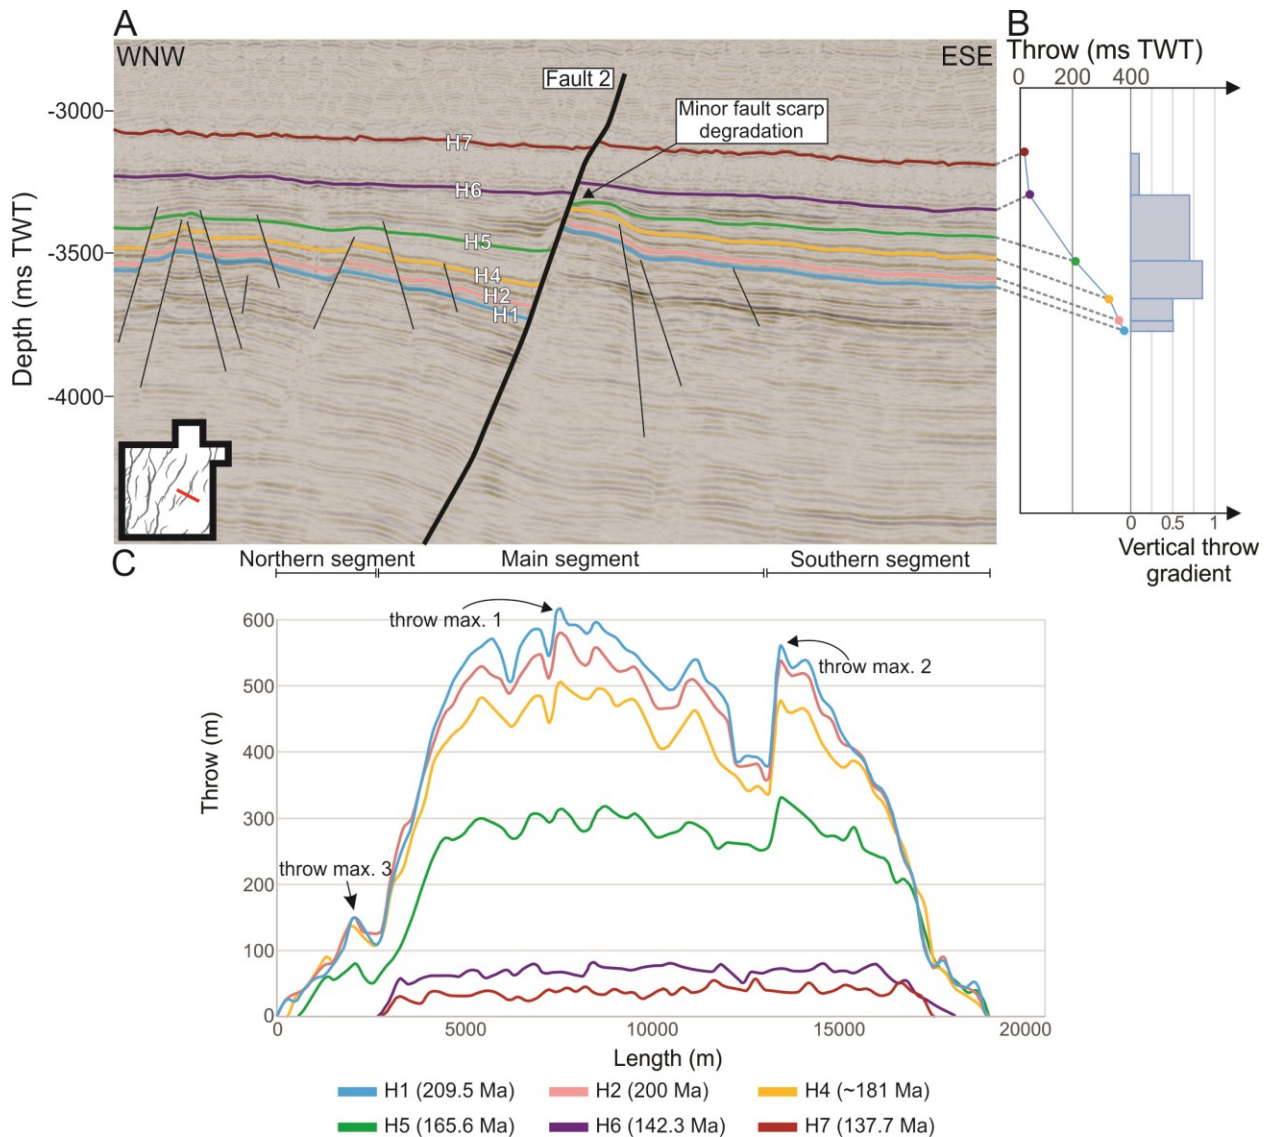 A
WNW
ESE
Fault 2
Minor fault scarp
degradation
-3000
-3500
-4000
Depth (ms TWT)
H7
H6
H5
H4
H2
H1
B
Throw (ms TWT)
0 200 400
0 0.5 1
Vertical throw
gradient
C
Northern segment
Main segment
Southern segment
throw max. 1
throw max. 2
throw max. 3
600
500
400
300
200
100
0
Throw (m)
0 5000 10000 15000 20000
Length (m)
H1 (209.5 Ma) H2 (200 Ma) H4 (~181 Ma)
H5 (165.6 Ma) H6 (142.3 Ma) H7 (137.7 Ma)